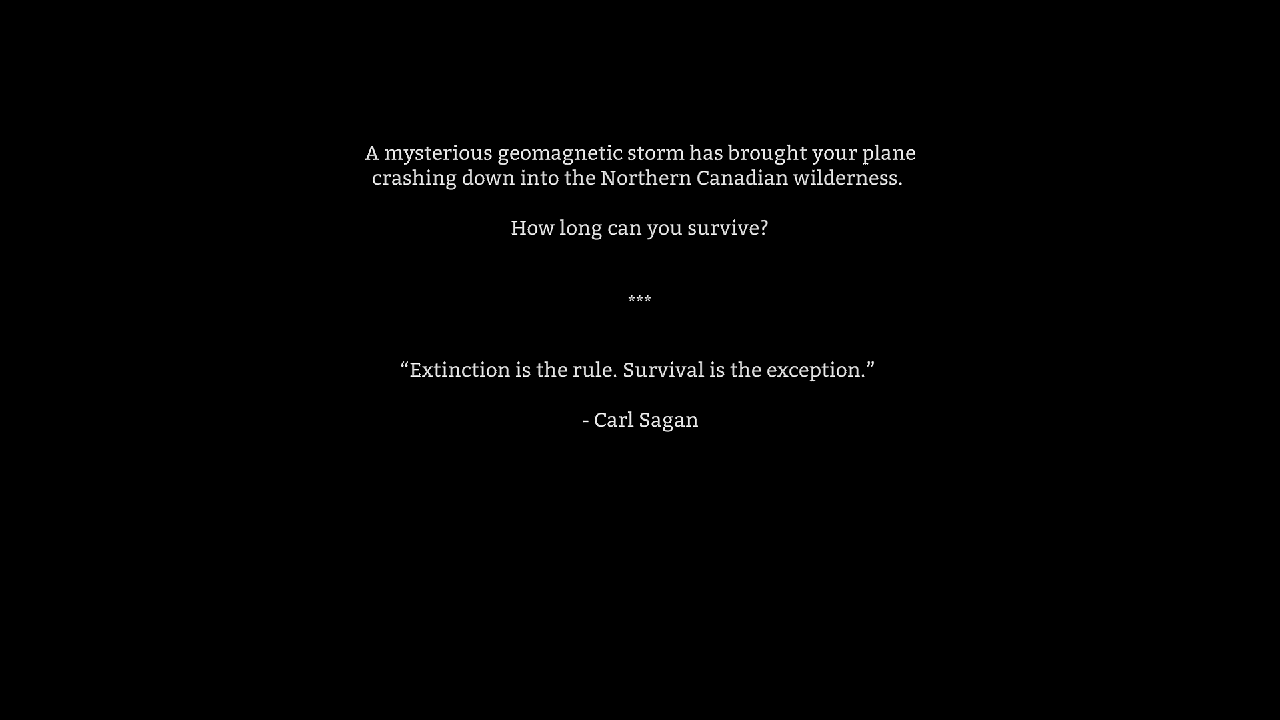 A mysterious geomagnetic storm has brought your plane
crashing down into the Northern Canadian wilderness.
How long can you survive?
***
“Extinction is the rule. Survival is the exception.”
- Carl Sagan